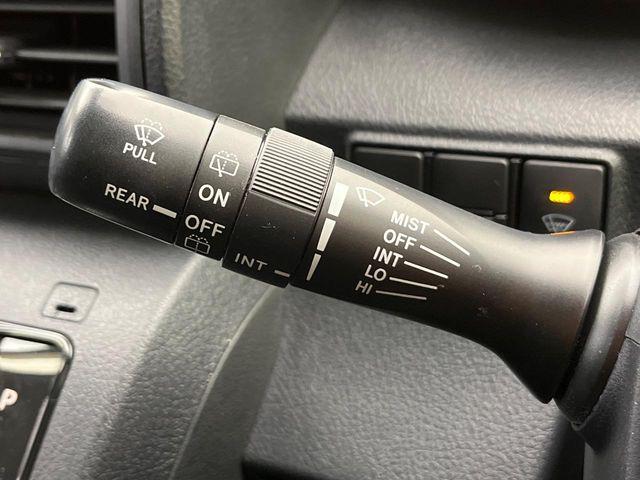 PULL
REAR
ON
OFF
INT
MIST
OFF
INT
LO
HI
P